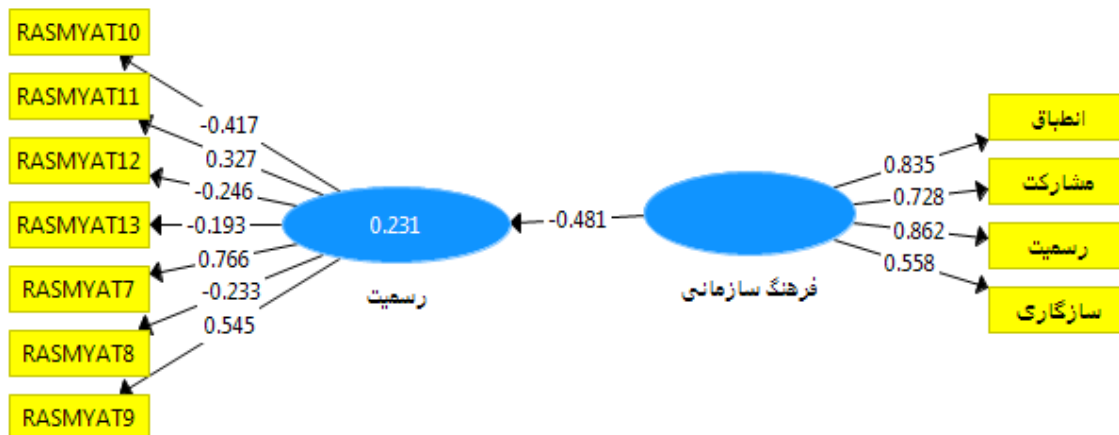 RASMYAT10
RASMYAT11
RASMYAT12
RASMYAT13
RASMYAT7
RASMYAT8
RASMYAT9
-0.417
0.327
-0.246
-0.193
0.766
-0.233
0.545
0.231
رسمیت
-0.481
فرهنگ سازمانی
0.835
0.728
0.862
0.558
انطباق
مشارکت
رسمیت
سازگاری